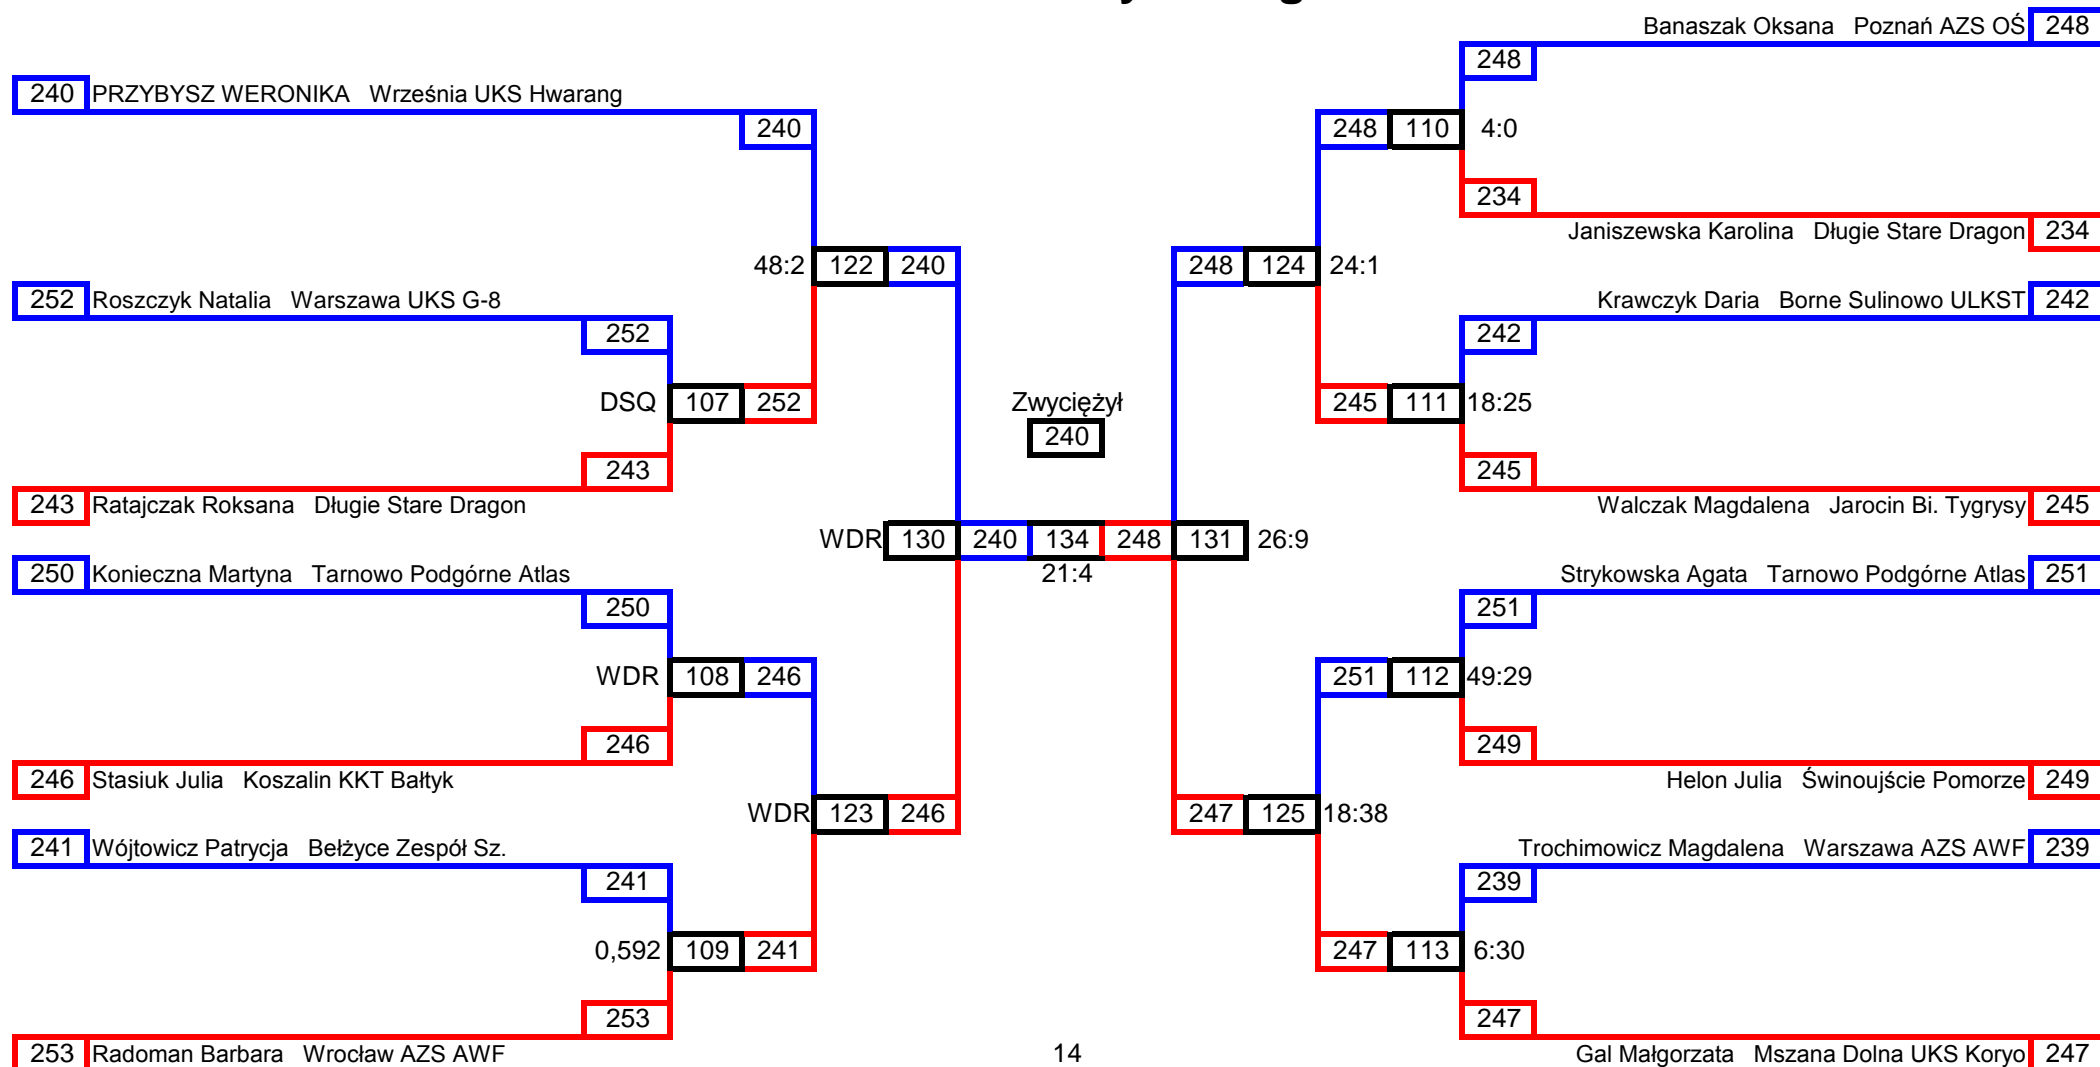 Banaszak Oksana Poznań AZS OŚ 248
248
240 PRZYBYSZ WERONIKA Września UKS Hwarang
240 248 110 4:0
234
Janiszewska Karolina Długie Stare Dragon 234
48:2 122 240 248 124 24:1
252 Roszczyk Natalia Warszawa UKS G-8 Krawczyk Daria Borne Sulinowo ULKST 242
252 242
DSQ 107 252 Zwyciężył 245 111 18:25
240
243 245
243 Ratajczak Roksana Długie Stare Dragon Walczak Magdalena Jarocin Bi. Tygrysy 245
WDR 130 240 134 248 131 26:9
21:4
250 Konieczna Martyna Tarnowo Podgórne Atlas Strykowska Agata Tarnowo Podgórne Atlas 251
250 251
WDR 108 246 251 112 49:29
246 249
246 Stasiuk Julia Koszalin KKT Bałtyk Helon Julia Świnoujście Pomorze 249
WDR 123 246 247 125 18:38
241 Wójtowicz Patrycja Bełżyce Zespół Sz. Trochimowicz Magdalena Warszawa AZS AWF 239
241 239
0,592 109 241 247 113 6:30
253 247
253 Radoman Barbara Wrocław AZS AWF 14 Gal Małgorzata Mszana Dolna UKS Koryo 247